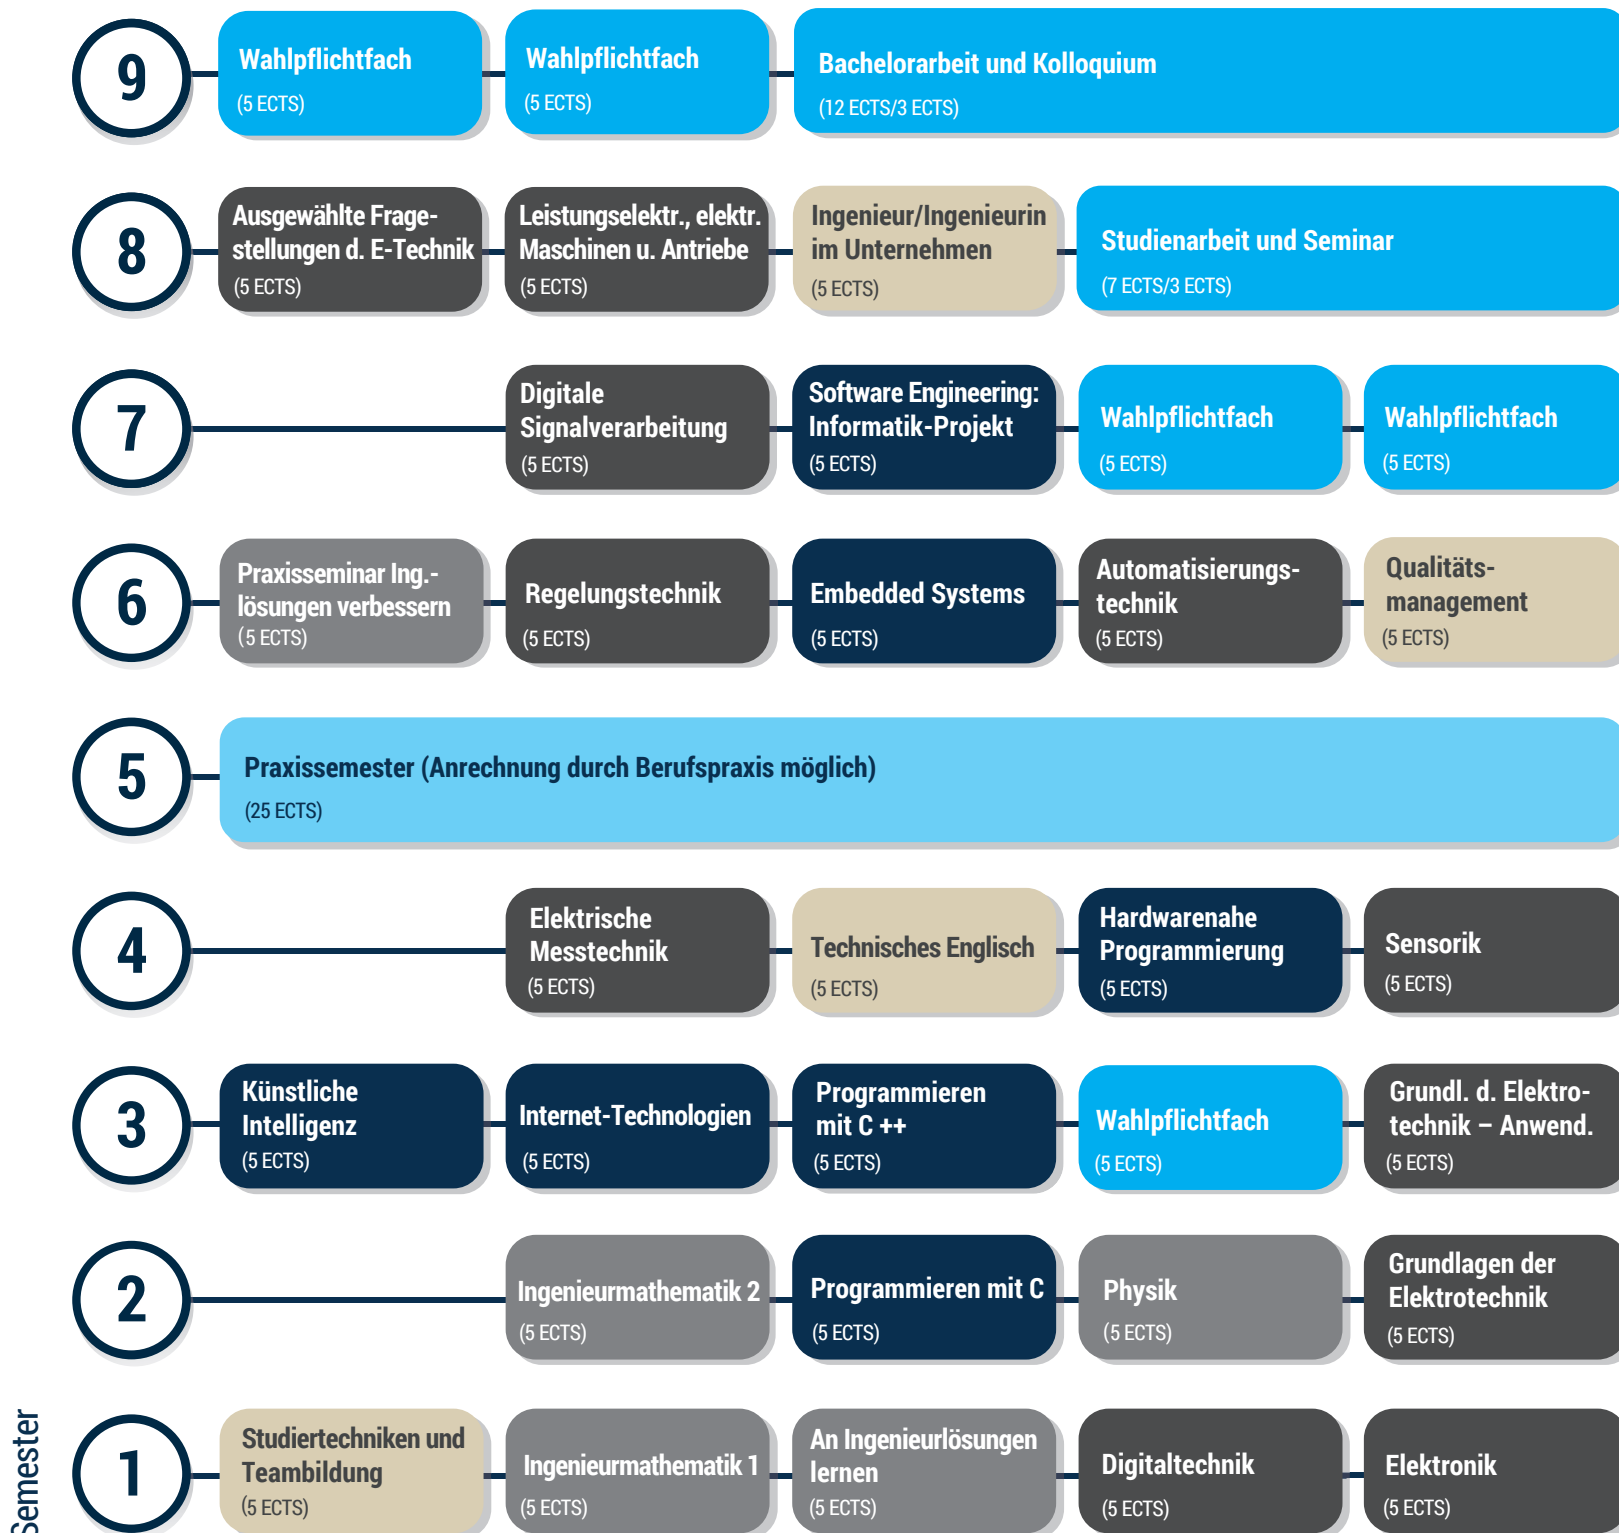 9
Wahlpflichtfach
(5 ECTS)
Wahlpflichtfach
(5 ECTS)
Bachelorarbeit und Kolloquium
(12 ECTS/3 ECTS)
8
Ausgewählte Frage-
stellungen d. E-Technik
(5 ECTS)
Leistungselektr., elektr.
Maschinen u. Antriebe
(5 ECTS)
Ingenieur/Ingenieurin
im Unternehmen
(5 ECTS)
Studienarbeit und Seminar
(7 ECTS/3 ECTS)
7
Digitale
Signalverarbeitung
(5 ECTS)
Software Engineering:
Informatik-Projekt
(5 ECTS)
Wahlpflichtfach
(5 ECTS)
Wahlpflichtfach
(5 ECTS)
6
Praxisseminar Ing.-
lösungen verbessern
(5 ECTS)
Regelungstechnik
(5 ECTS)
Embedded Systems
(5 ECTS)
Automatisierungs-
technik
(5 ECTS)
Qualitäts-
management
(5 ECTS)
5
Praxissemester (Anrechnung durch Berufspraxis möglich)
(25 ECTS)
4
Elektrische
Messtechnik
(5 ECTS)
Technisches Englisch
(5 ECTS)
Hardwarenahe
Programmierung
(5 ECTS)
Sensorik
(5 ECTS)
3
Künstliche
Intelligenz
(5 ECTS)
Internet-Technologien
(5 ECTS)
Programmieren
mit C ++
(5 ECTS)
Wahlpflichtfach
(5 ECTS)
Grundl. d. Elektro-
technik – Anwend.
(5 ECTS)
2
Ingenieurmathematik 2
(5 ECTS)
Programmieren mit C
(5 ECTS)
Physik
(5 ECTS)
Grundlagen der
Elektrotechnik
(5 ECTS)
Semester
1
Studiertechniken und
Teambildung
(5 ECTS)
Ingenieurmathematik 1
(5 ECTS)
An Ingenieurlösungen
lernen
(5 ECTS)
Digitaltechnik
(5 ECTS)
Elektronik
(5 ECTS)